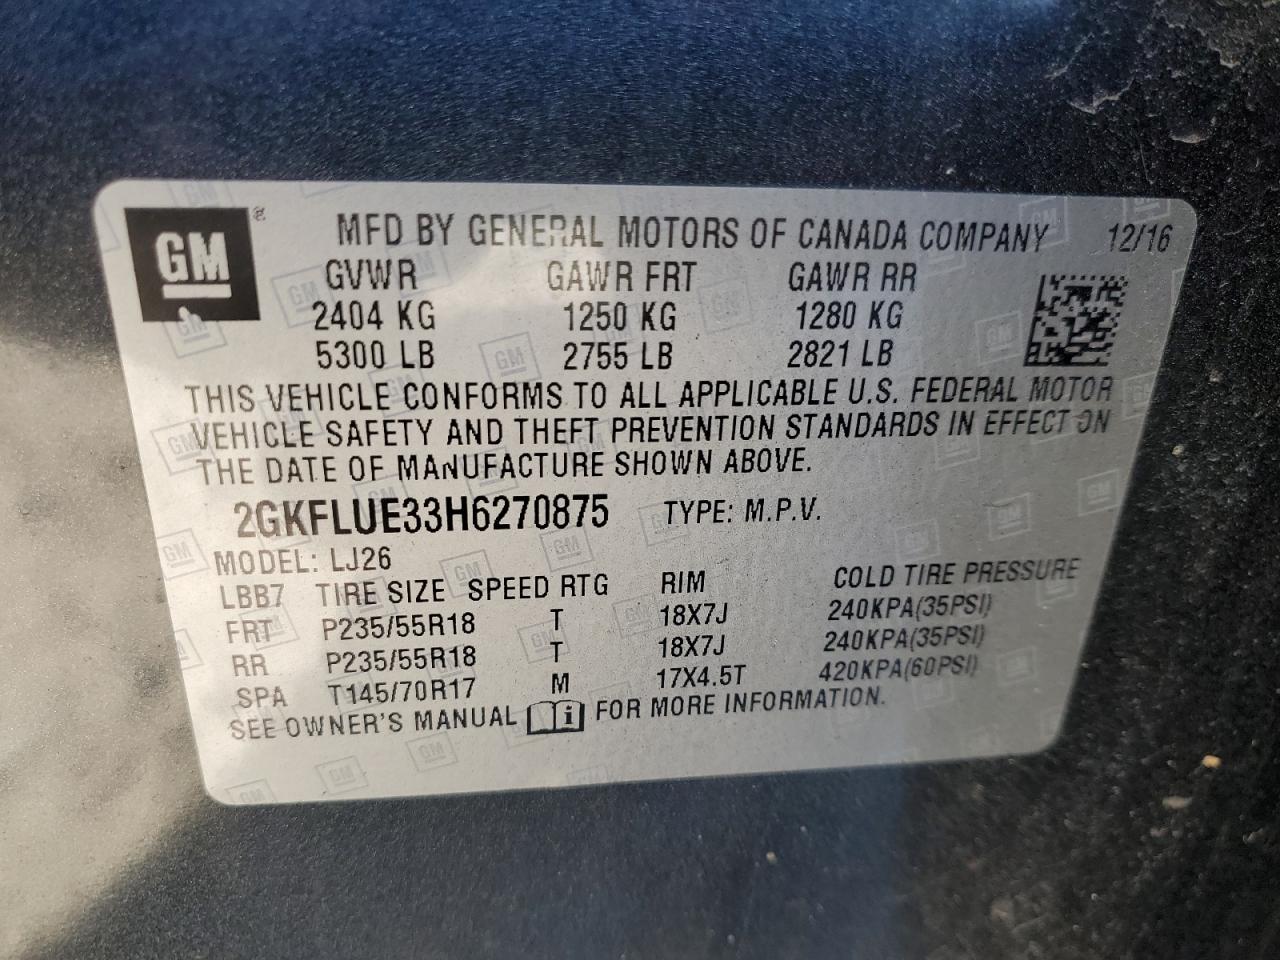 GM ®
MFD BY GENERAL MOTORS OF CANADA COMPANY 12/16
GVWR GAWR FRT GAWR RR
2404 KG 1250 KG 1280 KG
5300 LB 2755 LB 2821 LB
THIS VEHICLE CONFORMS TO ALL APPLICABLE U.S. FEDERAL MOTOR
VEHICLE SAFETY AND THEFT PREVENTION STANDARDS IN EFFECT ON
THE DATE OF MANUFACTURE SHOWN ABOVE.
2GKFLUE33H6270875 TYPE: M.P.V.
MODEL: LJ26
LBB7 TIRE SIZE SPEED RTG RIM COLD TIRE PRESSURE
FRT P235/55R18 T 18X7J 240KPA(35PSI)
RR P235/55R18 T 18X7J 240KPA(35PSI)
SPA T145/70R17 M 17X4.5T 420KPA(60PSI)
SEE OWNER'S MANUAL i FOR MORE INFORMATION.